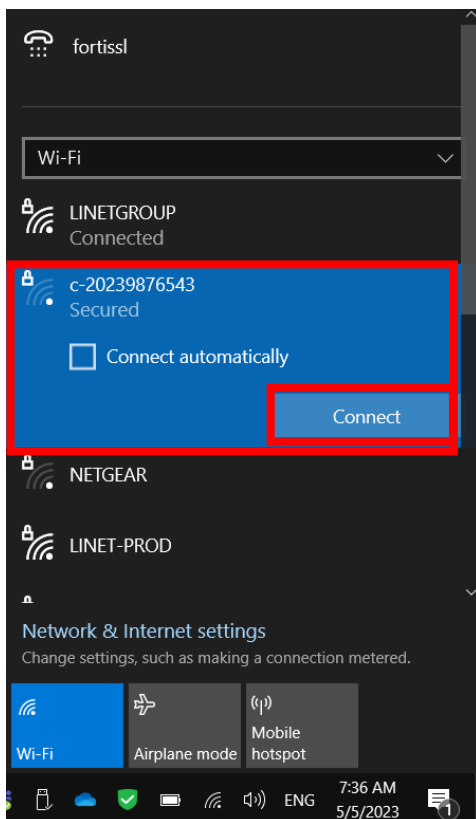 fortissl
Wi-Fi
LINETGROUP
Connected
c-20239876543
Secured
Connect automatically
Connect
NETGEAR
LINET-PROD
Network & Internet settings
Change settings, such as making a connection metered.
Wi-Fi
Airplane mode
Mobile
hotspot
ENG
7:36 AM
5/5/2023
1